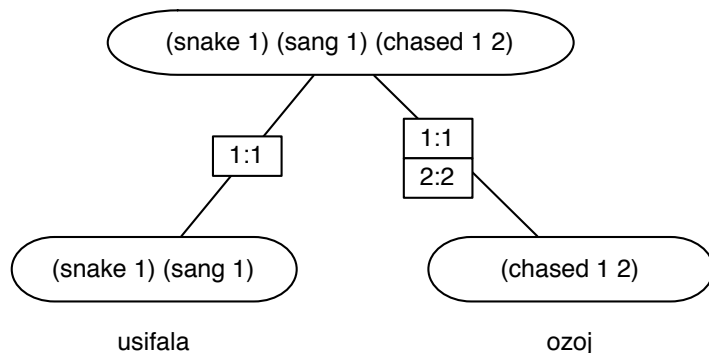 (snake 1) (sang 1) (chased 1 2)
1:1
1:1
2:2
(snake 1) (sang 1)
(chased 1 2)
usifala
ozoj